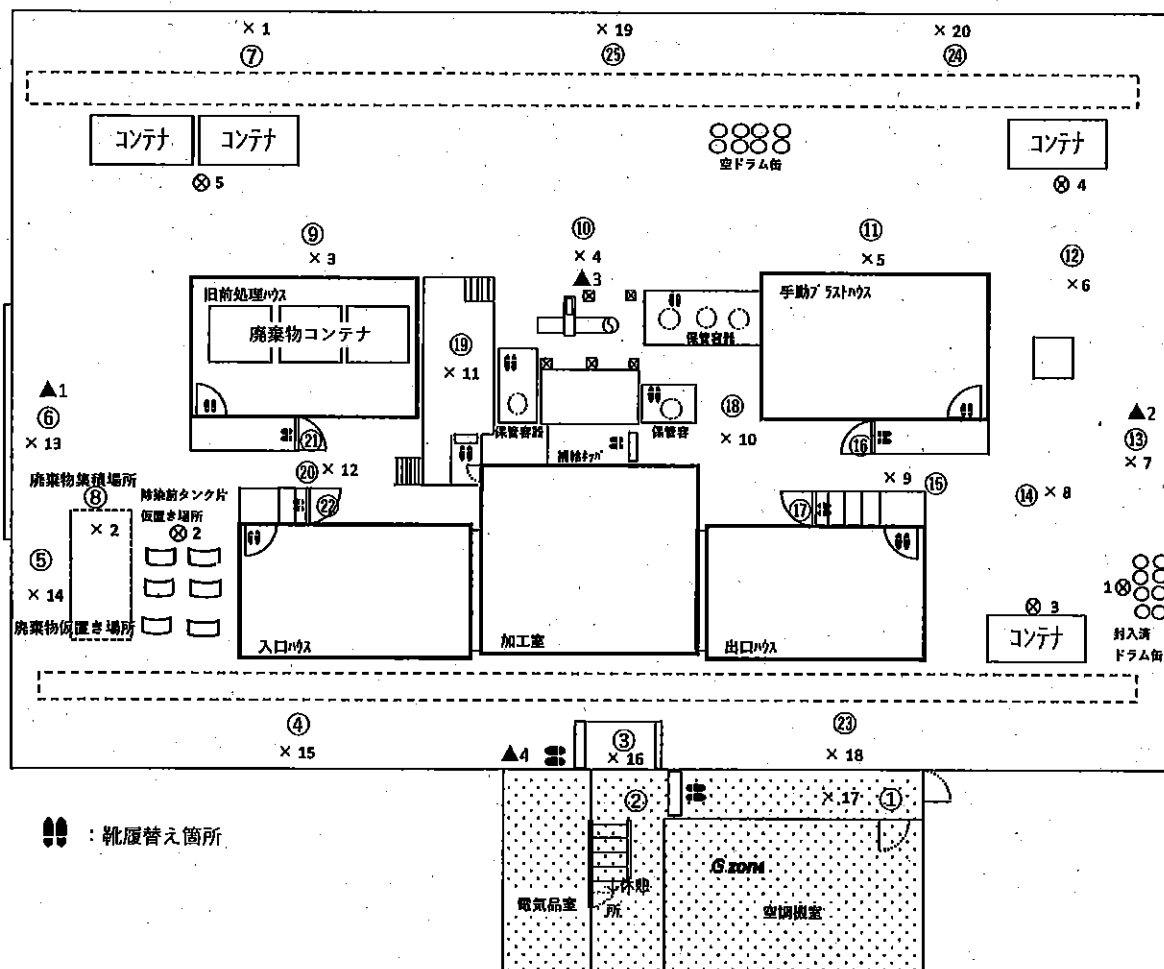 × 1
× 19
× 20
⑦
㉕
㉔
コンテナ
コンテナ
コンテナ
空ドラム缶
⊗ 5
⊗ 4
⑨
⑩
⑪
⑫
× 3
× 4
× 5
× 6
▲3
旧前処理ハウス
手動ブラストハウス
廃棄物コンテナ
保管容器
⑲
× 11
▲1
⑥
× 13
▲2
⑬
× 7
⑱
× 10
保管容器
保管容
㉑
⑯
⑳
× 12
× 9
⑮
廃棄物集積場所
⑧
除染前タンク片
仮置き場所
⊗ 2
× 2
㉒
⑰
⑭
× 8
⑤
× 14
1 ⊗
廃棄物仮置き場所
⊗ 3
コンテナ
封入済
ドラム缶
入口ハウス
加工室
出口ハウス
④
× 15
③
× 16
㉓
× 18
▲4
②
× 17
①
：靴履替え箇所
G zone
休憩
所
電気品室
空調機室